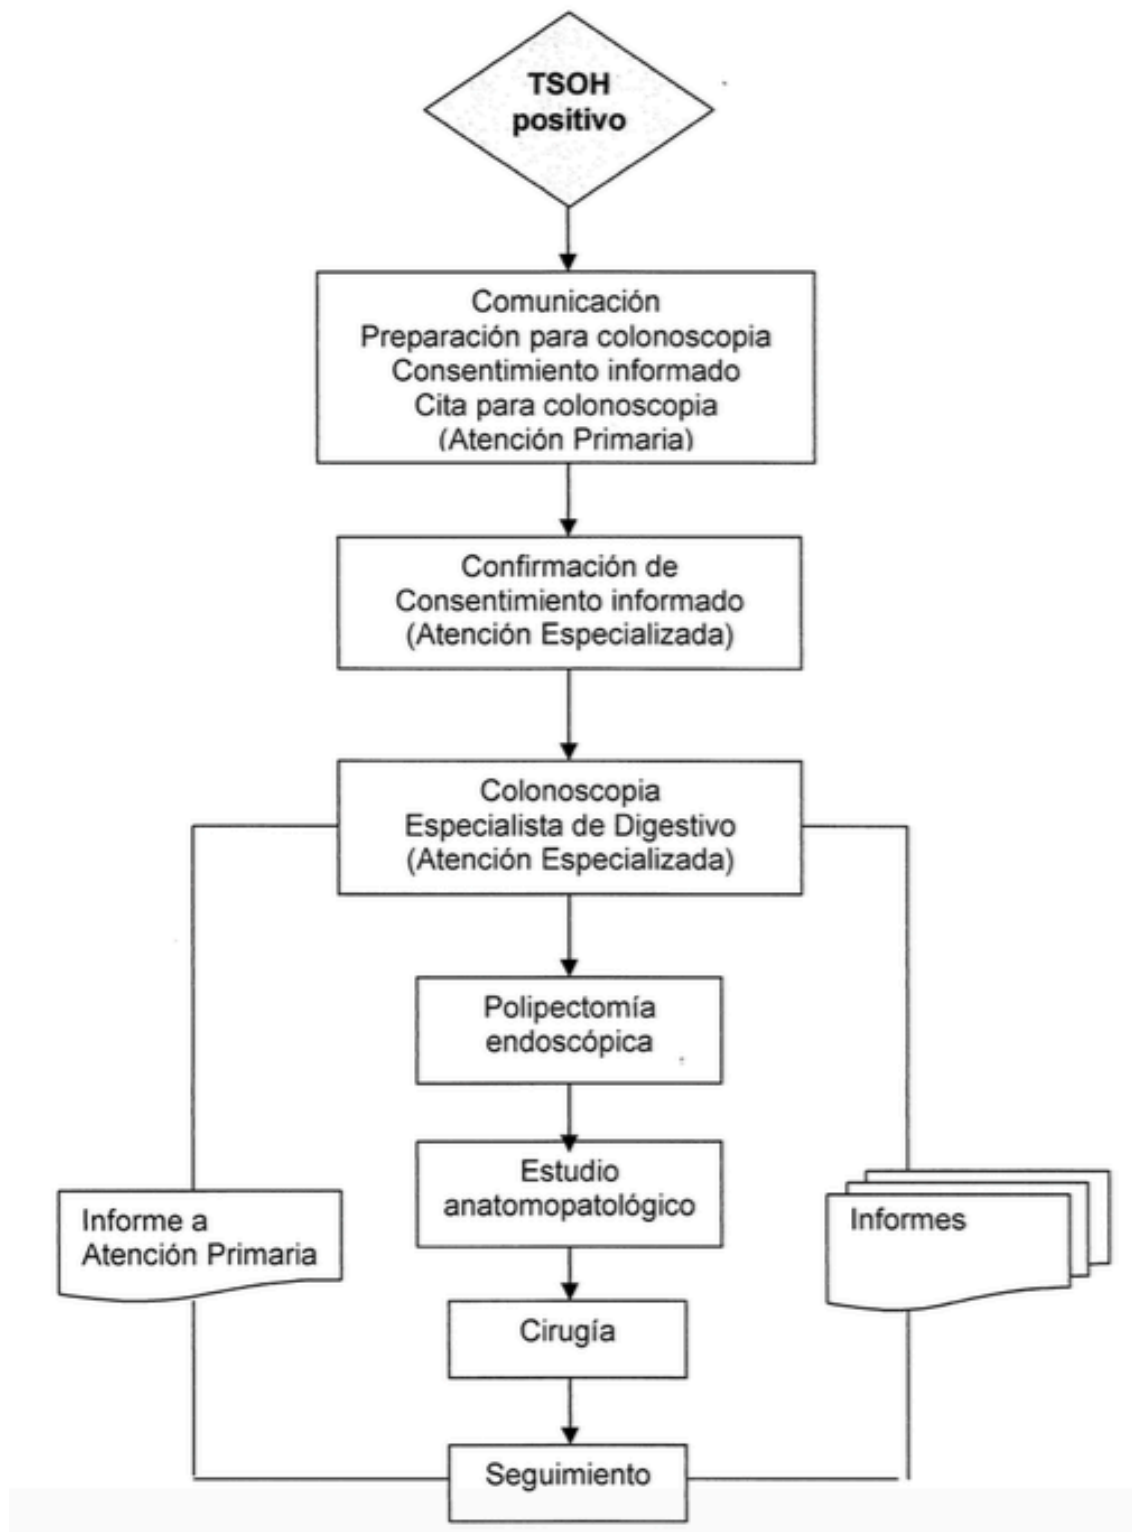 TSOH
positivo
Comunicación
Preparación para colonoscopia
Consentimiento informado
Cita para colonoscopia
(Atención Primaria)
Confirmación de
Consentimiento informado
(Atención Especializada)
Colonoscopia
Especialista de Digestivo
(Atención Especializada)
Polipectomía
endoscópica
Estudio
anatomopatológico
Informe a
Atención Primaria
Informes
Cirugía
Seguimiento